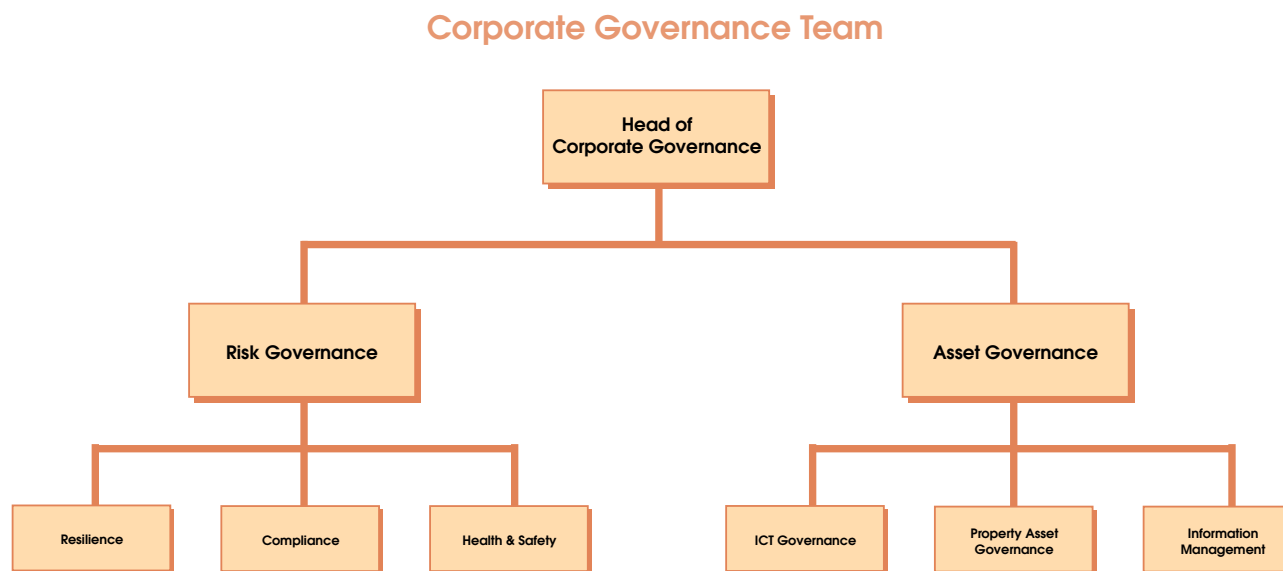 Corporate Governance Team
Head of
Corporate Governance
Risk Governance
Asset Governance
Resilience
Compliance
Health & Safety
ICT Governance
Property Asset
Governance
Information
Management